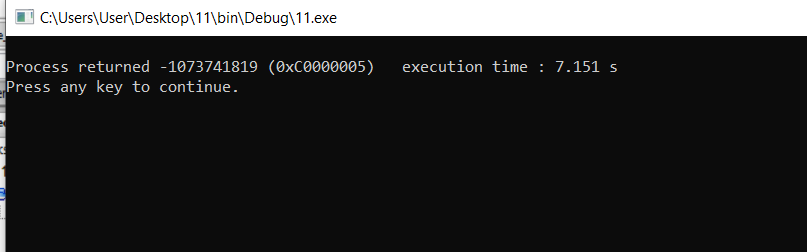 C:\Users\User\Desktop\11\bin\Debug\11.exe
Process returned -1073741819 (0xC0000005)   execution time : 7.151 s
Press any key to continue.